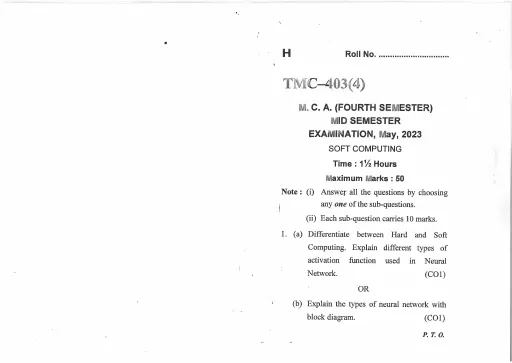 H Roll No. ..............................
TMC–403(4)
M. C. A. (FOURTH SEMESTER)
MID SEMESTER
EXAMINATION, May, 2023
SOFT COMPUTING
Time : 1½ Hours
Maximum Marks : 50
Note : (i) Answer all the questions by choosing
any one of the sub-questions.
(ii) Each sub-question carries 10 marks.
1. (a) Differentiate between Hard and Soft
Computing. Explain different types of
activation function used in Neural
Network. (CO1)
OR
(b) Explain the types of neural network with
block diagram. (CO1)
P. T. O.